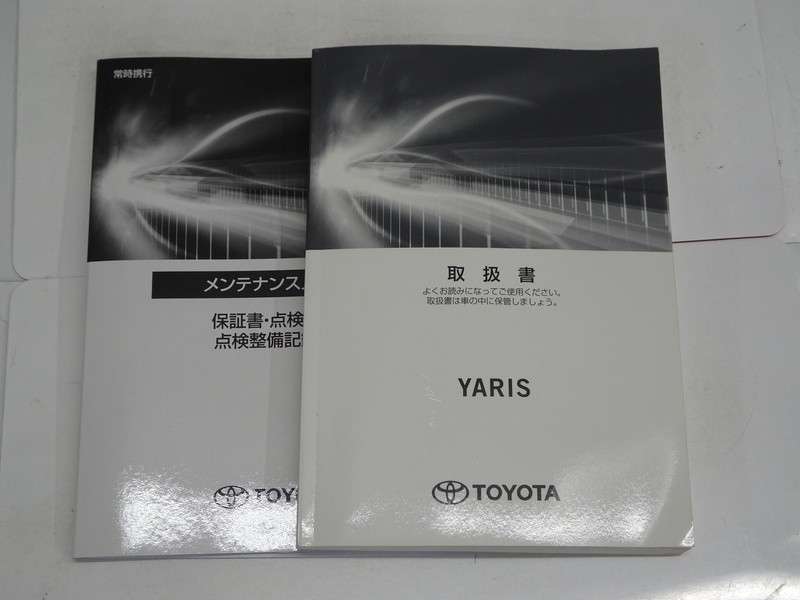 常時携行
メンテナンス
保証書・点検
点検整備記
TOY
取扱書
よくお読みになってご使用ください。
取扱書は車の中に保管しましょう。
YARIS
TOYOTA